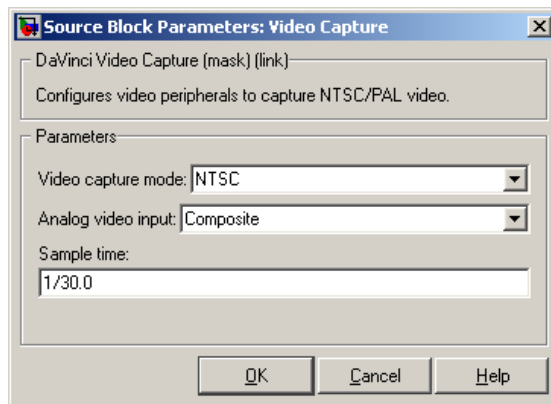 Source Block Parameters: Video Capture
DaVinci Video Capture (mask) (link)
Configures video peripherals to capture NTSC/PAL video.
Parameters
Video capture mode: NTSC
Analog video input: Composite
Sample time:
1/30.0
OK Cancel Help